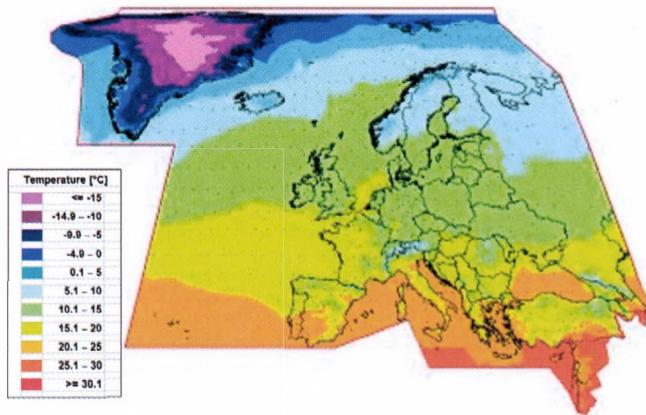 Temperature [°C]
<= -15
-14.9 – -10
-9.9 – -5
-4.9 – 0
0.1 – 5
5.1 – 10
10.1 – 15
15.1 – 20
20.1 – 25
25.1 – 30
>= 30.1